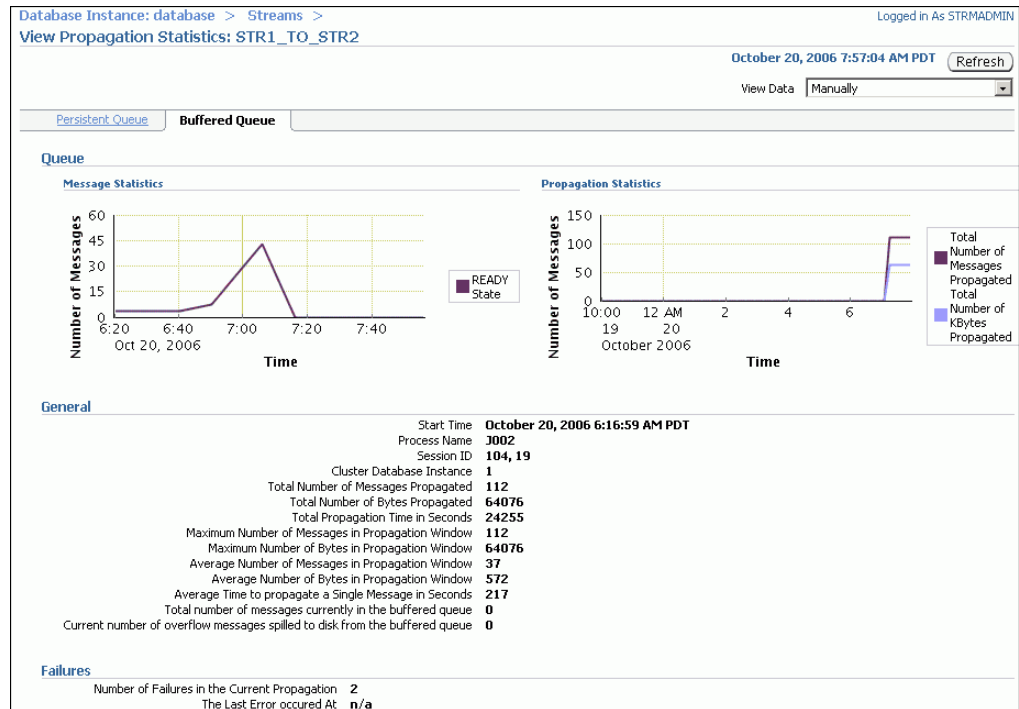 Database Instance: database > Streams >
Logged in As STRMADMIN
View Propagation Statistics: STR1_TO_STR2
October 20, 2006 7:57:04 AM PDT Refresh
View Data Manually
Persistent Queue Buffered Queue
Queue
Message Statistics
Number of Messages
60
45
30
15
0
6:20 6:40 7:00 7:20 7:40
Oct 20, 2006
Time
READY
State
Propagation Statistics
Number of Messages
150
100
50
0
10:00 12 AM 2 4 6
19 20
October 2006
Time
Total
Number of
Messages
Propagated
Total
Number of
KBytes
Propagated
General
Start Time October 20, 2006 6:16:59 AM PDT
Process Name J002
Session ID 104, 19
Cluster Database Instance 1
Total Number of Messages Propagated 112
Total Number of Bytes Propagated 64076
Total Propagation Time in Seconds 24255
Maximum Number of Messages in Propagation Window 112
Maximum Number of Bytes in Propagation Window 64076
Average Number of Messages in Propagation Window 37
Average Number of Bytes in Propagation Window 572
Average Time to propagate a Single Message in Seconds 217
Total number of messages currently in the buffered queue 0
Current number of overflow messages spilled to disk from the buffered queue 0
Failures
Number of Failures in the Current Propagation 2
The Last Error occured At n/a